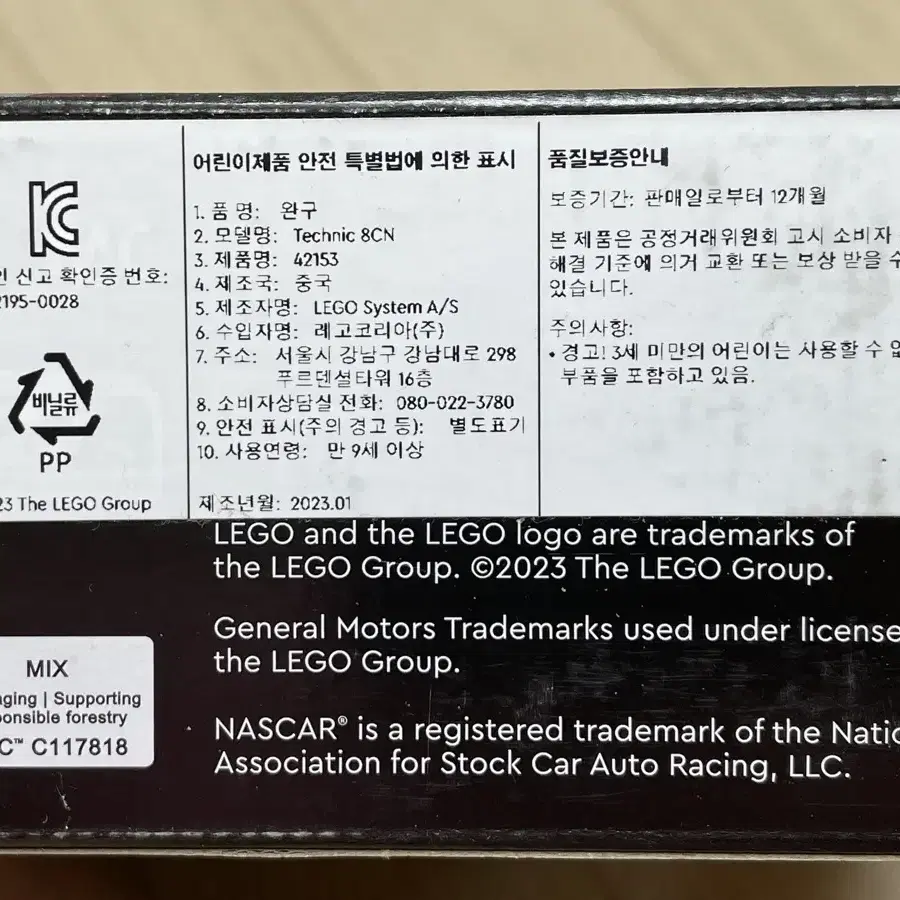 KC
신고 확인증 번호:
195-0028
비닐류
PP
23 The LEGO Group
어린이제품 안전 특별법에 의한 표시
1. 품 명: 완구
2. 모델명: Technic 8CN
3. 제품명: 42153
4. 제조국: 중국
5. 제조자명: LEGO System A/S
6. 수입자명: 레고코리아(주)
7. 주소: 서울시 강남구 강남대로 298
푸르덴셜타워 16층
8. 소비자상담실 전화: 080-022-3780
9. 안전 표시(주의 경고 등): 별도표기
10. 사용연령: 만 9세 이상
제조년월: 2023.01
품질보증안내
보증기간: 판매일로부터 12개월
본 제품은 공정거래위원회 고시 소비자
해결 기준에 의거 교환 또는 보상 받을 수
있습니다.
주의사항:
• 경고! 3세 미만의 어린이는 사용할 수
부품을 포함하고 있음.
LEGO and the LEGO logo are trademarks of
the LEGO Group. ©2023 The LEGO Group.
General Motors Trademarks used under license
the LEGO Group.
NASCAR® is a registered trademark of the
Association for Stock Car Auto Racing, LLC.
MIX
| Supporting
forestry
C117818